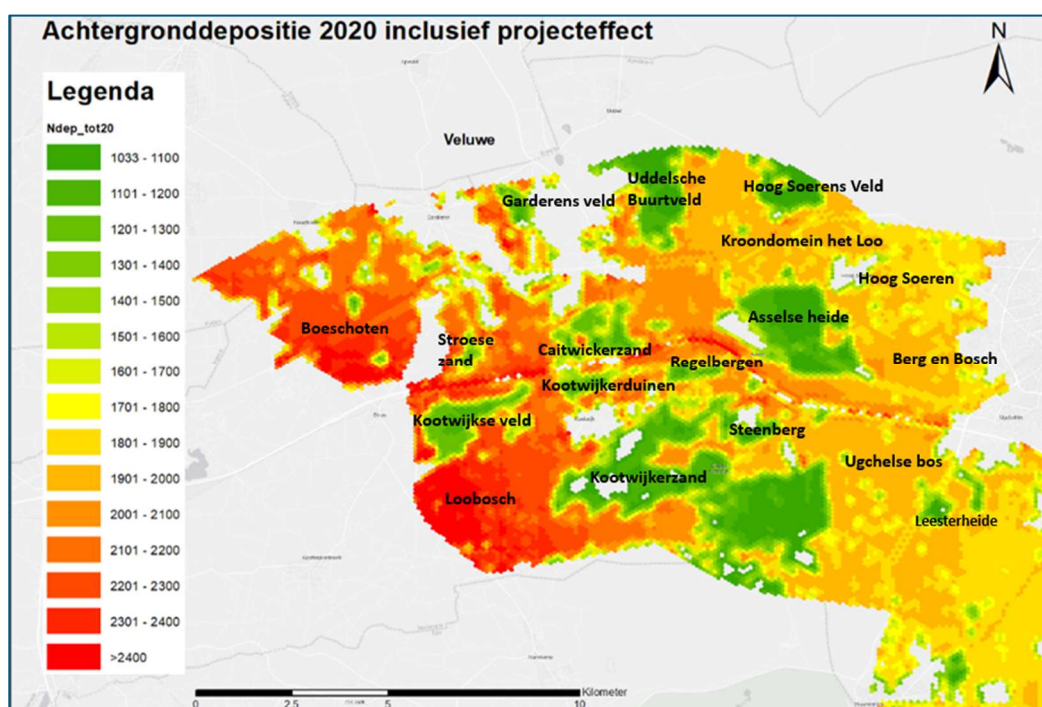 Achtergronddepositie 2020 inclusief projecteffect
N
Legenda
Ndep_tot20
1033 - 1100
1101 - 1200
1201 - 1300
1301 - 1400
1401 - 1500
1501 - 1600
1601 - 1700
1701 - 1800
1801 - 1900
1901 - 2000
2001 - 2100
2101 - 2200
2201 - 2300
2301 - 2400
>2400
Veluwe
Uddelsche
Buurtveld
Hoog Soerens Veld
Garderens veld
Kroondomein het Loo
Hoog Soeren
Asselse heide
Boeschoten
Stroese
zand
Caitwickerzand
Regelbergen
Berg en Bosch
Kootwijkerduinen
Kootwijkse veld
Steenberg
Ugchelse bos
Kootwijkerzand
Loobosch
Leesterheide
Kilometer
0
2.5
5
10